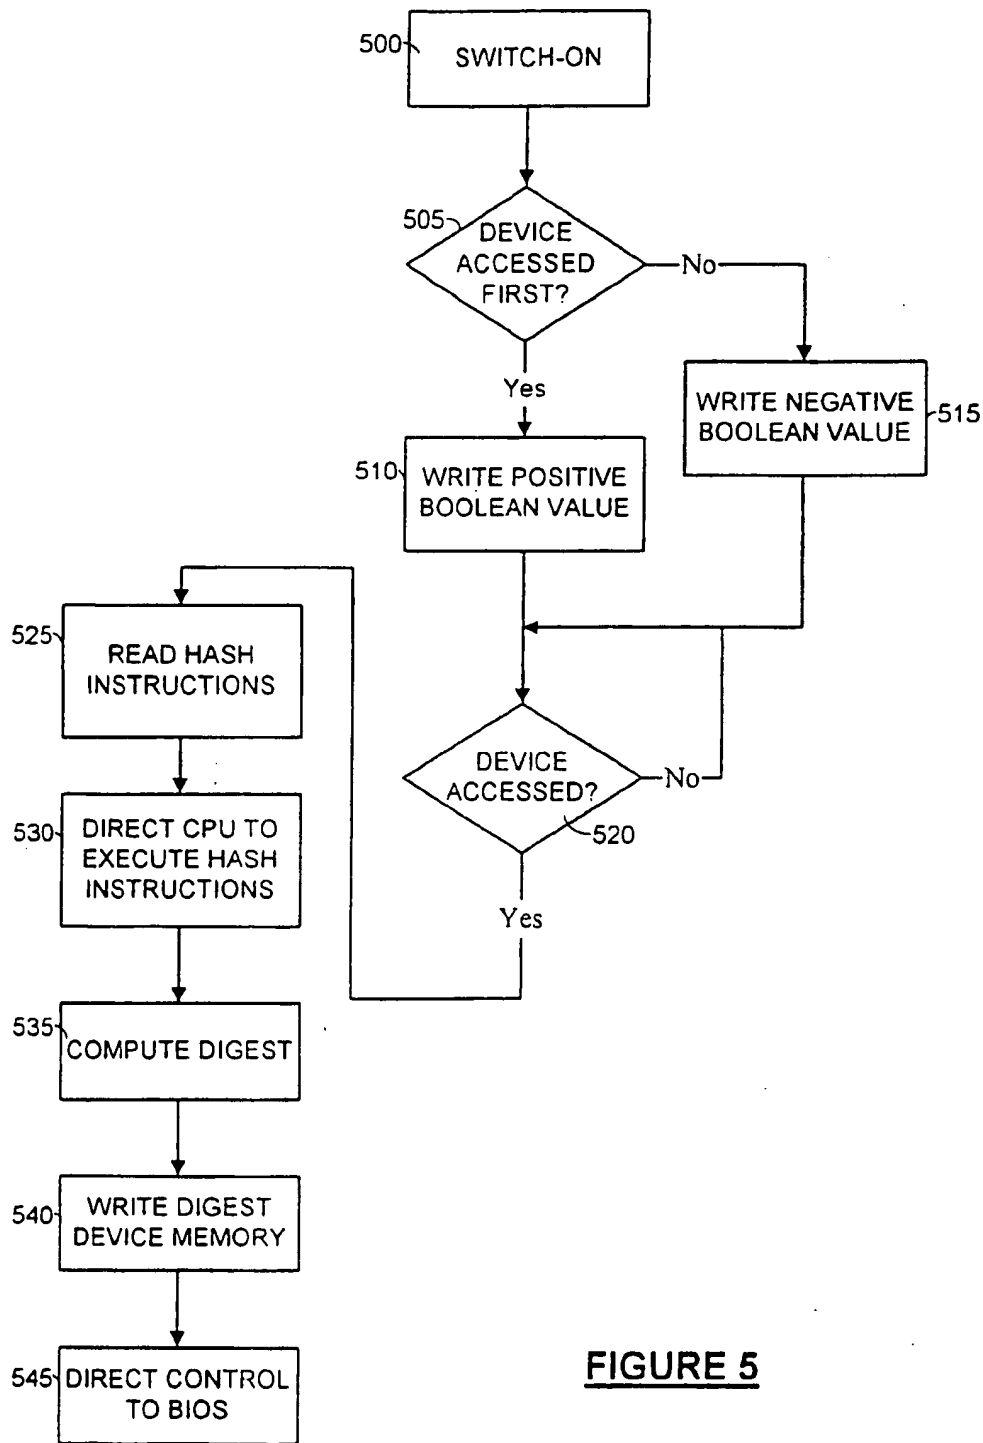 500
SWITCH-ON
505
DEVICE
ACCESSED
FIRST?
No
Yes
WRITE NEGATIVE
BOOLEAN VALUE
515
510
WRITE POSITIVE
BOOLEAN VALUE
DEVICE
ACCESSED?
No
520
Yes
525
READ HASH
INSTRUCTIONS
530
DIRECT CPU TO
EXECUTE HASH
INSTRUCTIONS
535
COMPUTE DIGEST
540
WRITE DIGEST
DEVICE MEMORY
545
DIRECT CONTROL
TO BIOS
FIGURE 5